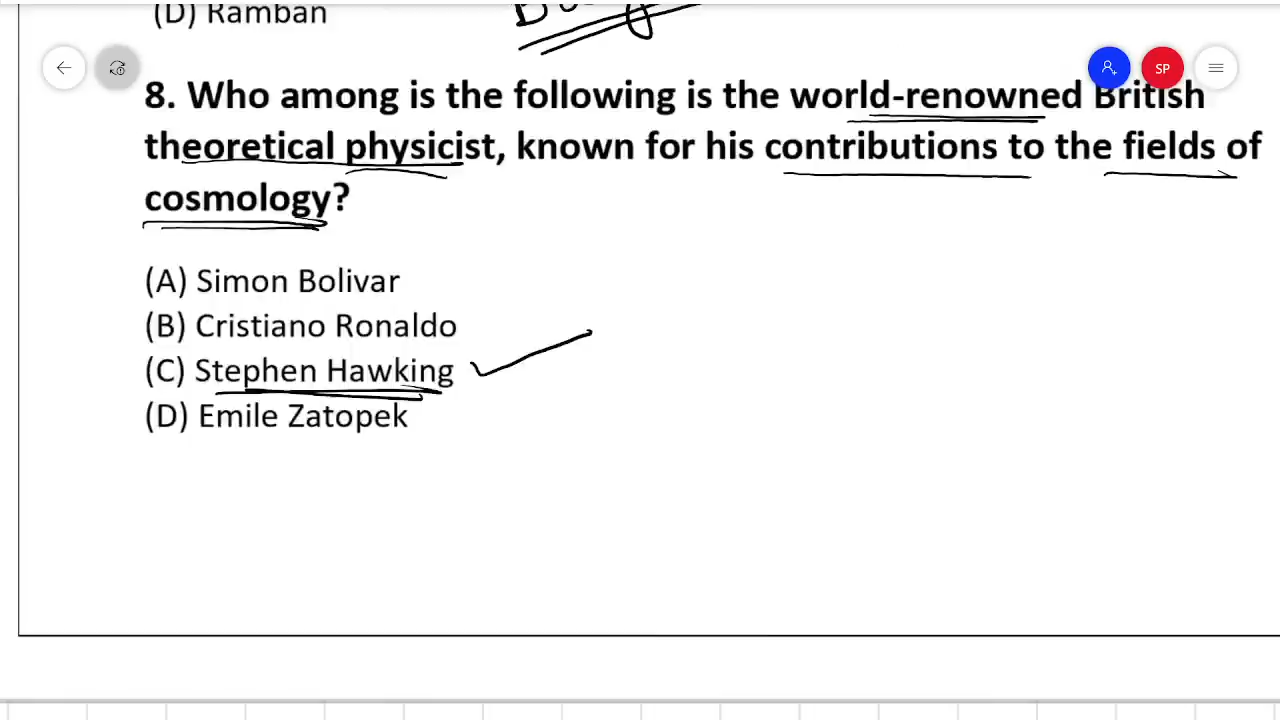 (D) Ramban
8. Who among is the following is the world-renowned British
theoretical physicist, known for his contributions to the fields of
cosmology?
(A) Simon Bolivar
(B) Cristiano Ronaldo
(C) Stephen Hawking
(D) Emile Zatopek
SP